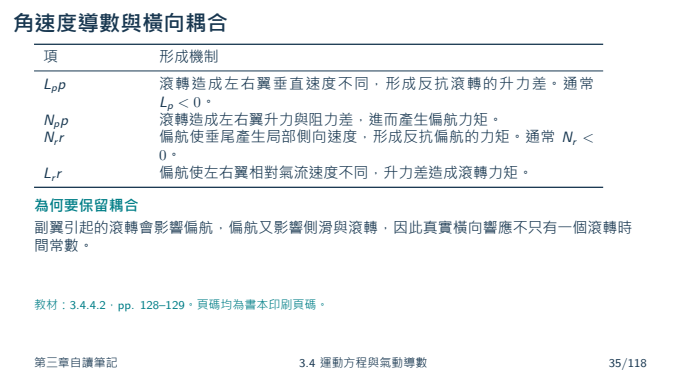 角速度導數與橫向耦合
項 形成機制
Lₚp 滾轉造成左右翼垂直速度不同，形成反抗滾轉的升力差。通常
Lₚ < 0。
Nₚp 滾轉造成左右翼升力與阻力差，進而產生偏航力矩。
Nᵣr 偏航使垂尾產生局部側向速度，形成反抗偏航的力矩。通常 Nᵣ <
0。
Lᵣr 偏航使左右翼相對氣流速度不同，升力差造成滾轉力矩。
為何要保留耦合
副翼引起的滾轉會影響偏航，偏航又影響側滑與滾轉，因此真實橫向響應不只有一個滾轉時
間常數。
教材：3.4.4.2，pp. 128–129。頁碼均為書本印刷頁碼。
第三章自讀筆記 3.4 運動方程與氣動導數 35/118